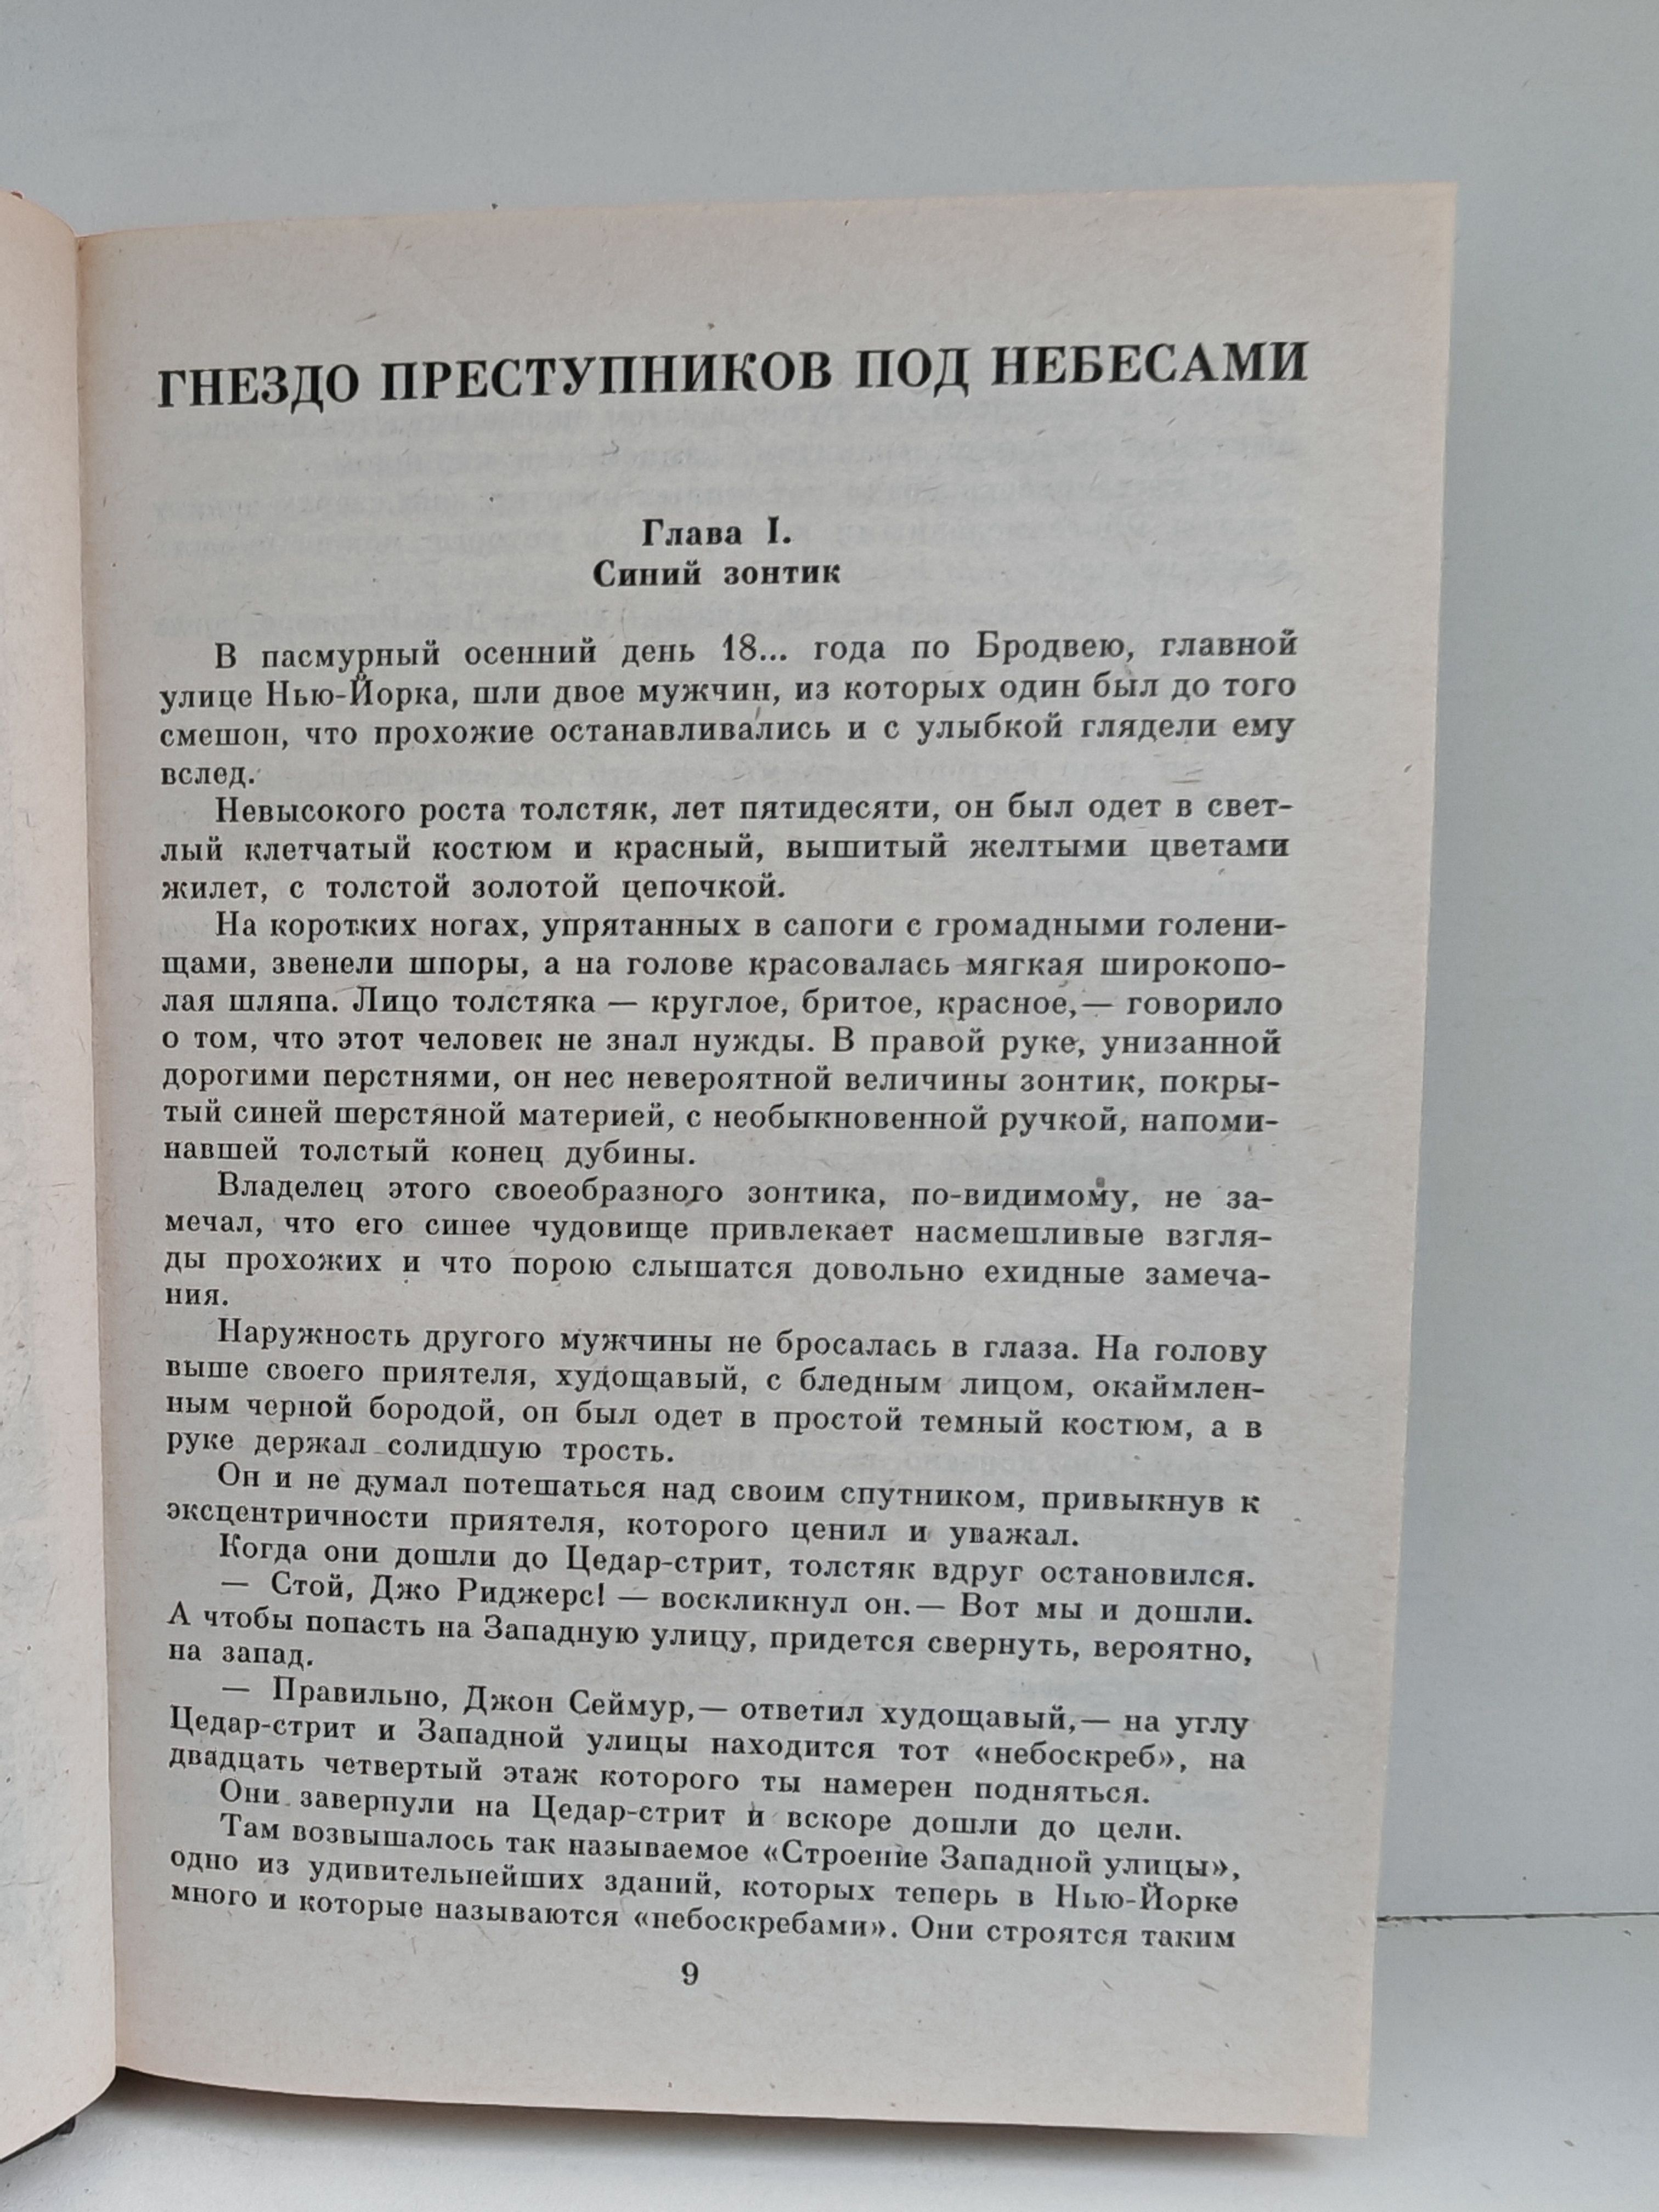 ГНЕЗДО ПРЕСТУПНИКОВ ПОД НЕБЕСАМИ
Глава I.
Синий зонтик
В пасмурный осенний день 18... года по Бродвею, главной
улице Нью-Йорка, шли двое мужчин, из которых один был до того
смешон, что прохожие останавливались и с улыбкой глядели ему
вслед.
Невысокого роста толстяк, лет пятидесяти, он был одет в свет-
лый клетчатый костюм и красный, вышитый желтыми цветами
жилет, с толстой золотой цепочкой.
На коротких ногах, упрятанных в сапоги с громадными голени-
щами, звенели шпоры, а на голове красовалась мягкая широкопо-
лая шляпа. Лицо толстяка — круглое, бритое, красное,— говорило
о том, что этот человек не знал нужды. В правой руке, унизанной
дорогими перстнями, он нес невероятной величины зонтик, покры-
тый синей шерстяной материей, с необыкновенной ручкой, напоми-
навшей толстый конец дубины.
Владелец этого своеобразного зонтика, по-видимому, не за-
мечал, что его синее чудовище привлекает насмешливые взгля-
ды прохожих и что порою слышатся довольно ехидные замеча-
ния.
Наружность другого мужчины не бросалась в глаза. На голову
выше своего приятеля, худощавый, с бледным лицом, окаймлен-
ным черной бородой, он был одет в простой темный костюм, а в
руке держал солидную трость.
Он и не думал потешаться над своим спутником, привыкнув к
эксцентричности приятеля, которого ценил и уважал.
Когда они дошли до Цедар-стрит, толстяк вдруг остановился.
— Стой, Джо Риджерс! — воскликнул он.— Вот мы и дошли.
А чтобы попасть на Западную улицу, придется свернуть, вероятно,
на запад.
— Правильно, Джон Сеймур,— ответил худощавый,— на углу
Цедар-стрит и Западной улицы находится тот «небоскреб», на
двадцать четвертый этаж которого ты намерен подняться.
Они завернули на Цедар-стрит и вскоре дошли до цели.
Там возвышалось так называемое «Строение Западной улицы»,
одно из удивительнейших зданий, которых теперь в Нью-Йорке
много и которые называются «небоскребами». Они строятся таким
9